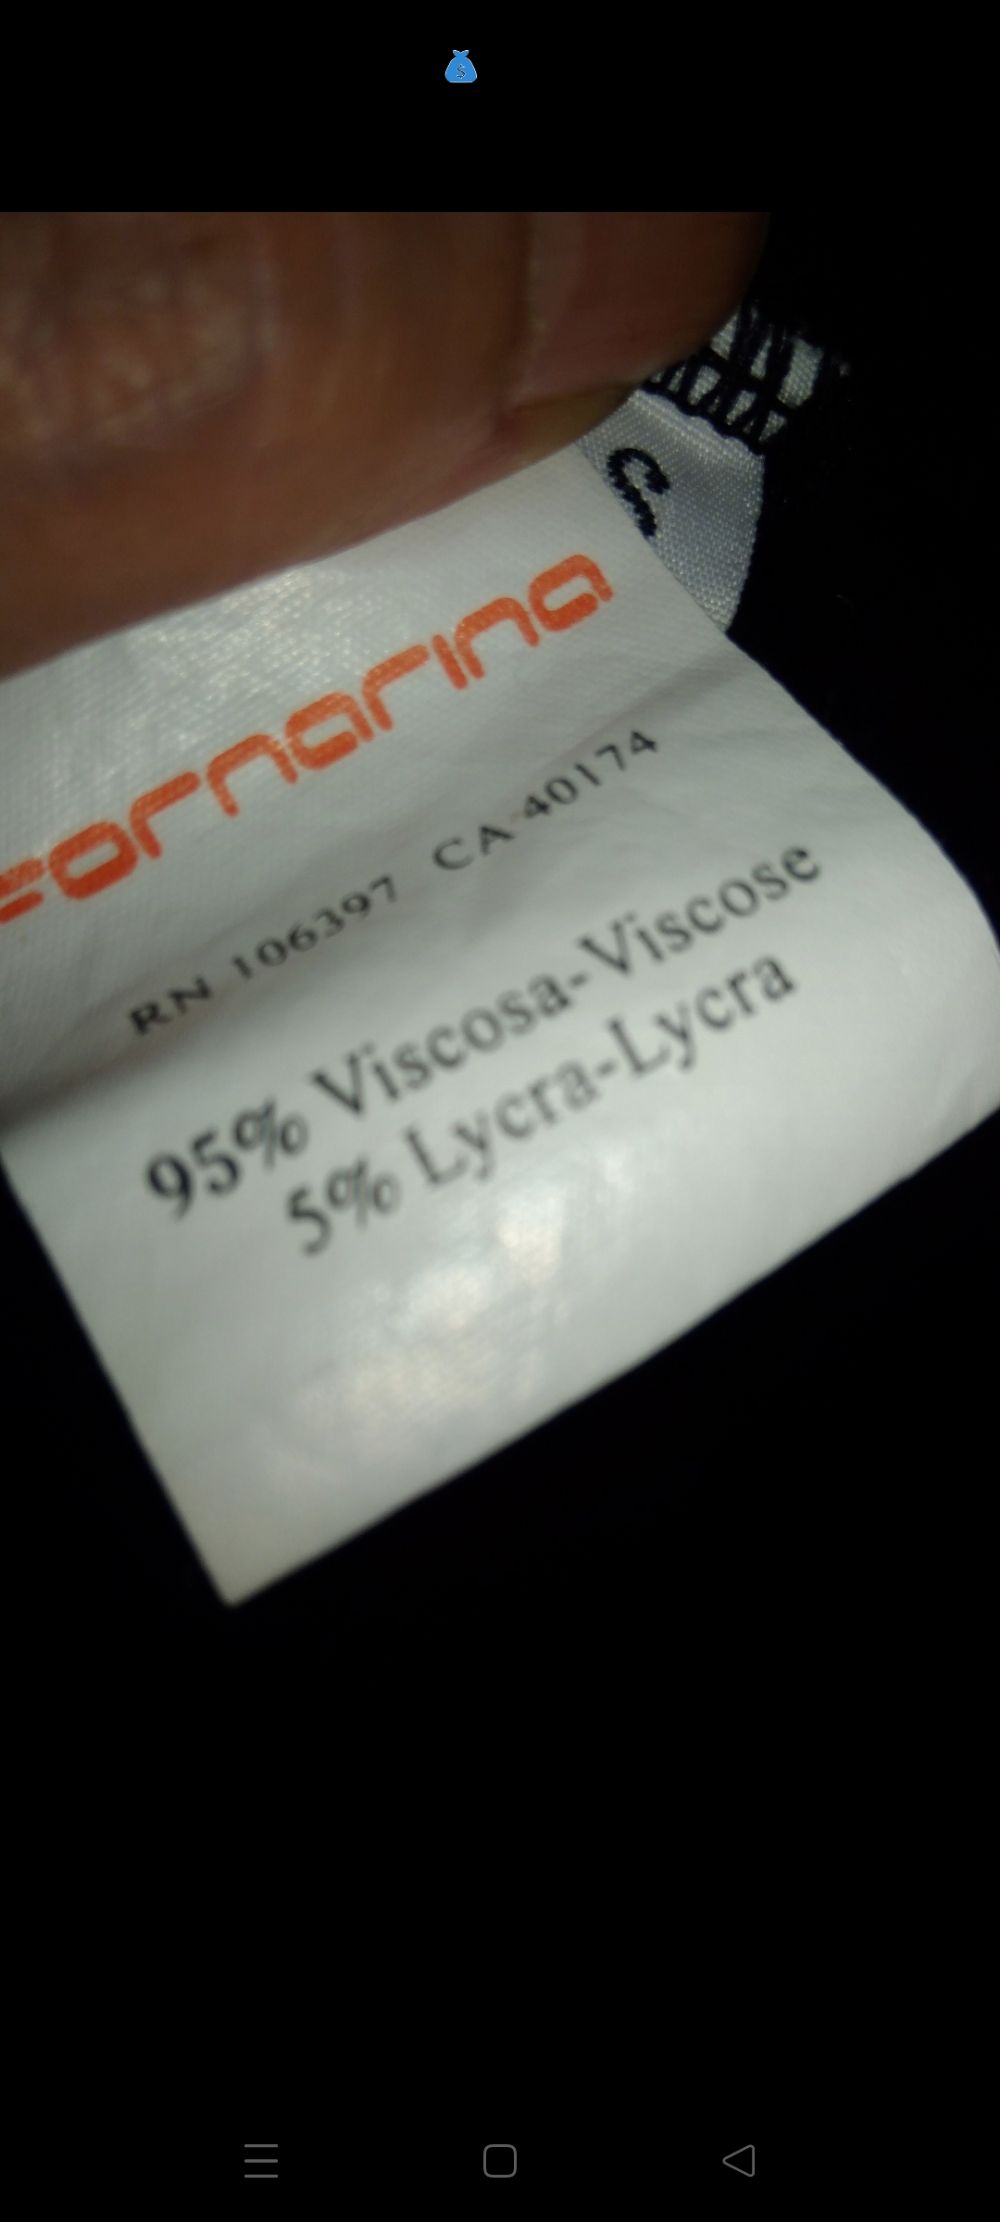 S
Fornarina
RN 106397 CA 40174
95% Viscosa-Viscose
5% Lycra-Lycra